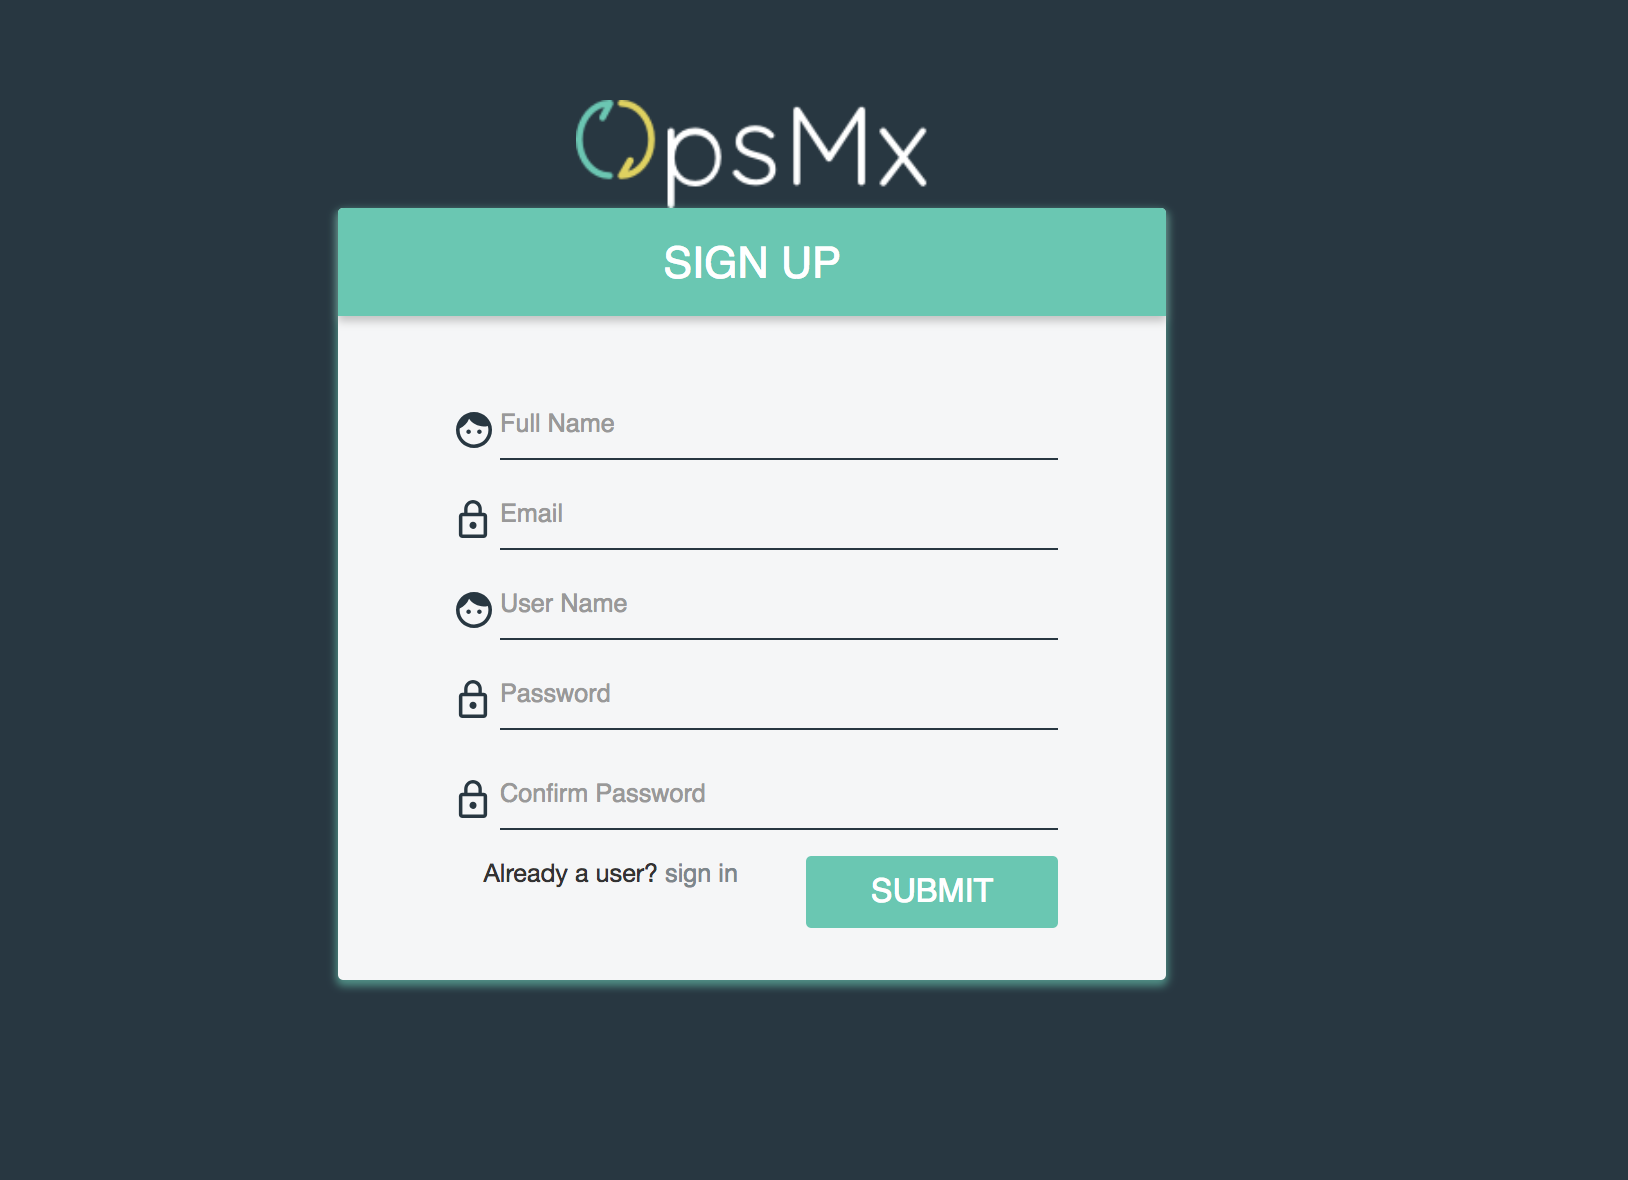 OpsMx
SIGN UP
Full Name
Email
User Name
Password
Confirm Password
Already a user? sign in
SUBMIT